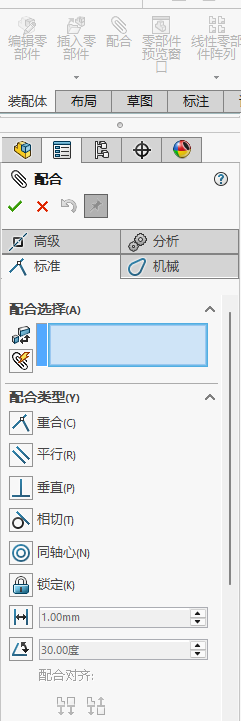 编辑零部件
插入零部件
配合
零部件预览窗口
线性零部件阵列
装配体
布局
草图
标注
配合
高级
分析
标准
机械
配合选择(A)
配合类型(Y)
重合(C)
平行(R)
垂直(P)
相切(T)
同轴心(N)
锁定(K)
1.00mm
30.00度
配合对齐: